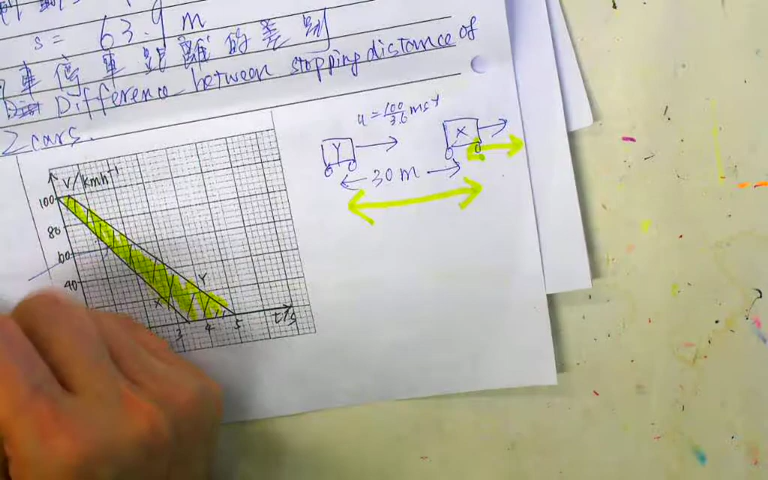 s = 63.9 m
車停車距離的差別
Difference between stopping distance of
2 cars.
u = 100/3.6 ms⁻¹
Y
X
30 m
V/kmh⁻¹
100
80
60
40
Y
X
3 4 5 t/s